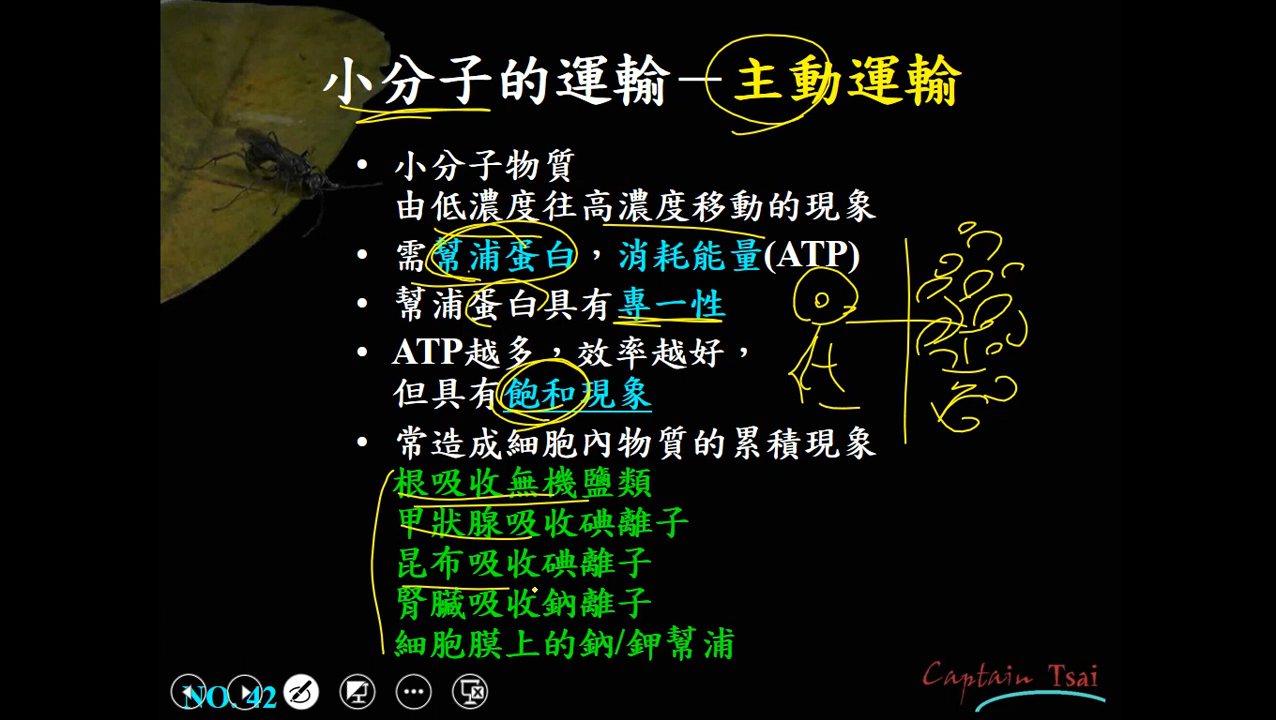 小分子的運輸－主動運輸
• 小分子物質
由低濃度往高濃度移動的現象
• 需幫浦蛋白，消耗能量(ATP)
• 幫浦蛋白具有專一性
• ATP越多，效率越好，
但具有飽和現象
• 常造成細胞內物質的累積現象
根吸收無機鹽類
甲狀腺吸收碘離子
昆布吸收碘離子
腎臟吸收鈉離子
細胞膜上的鈉/鉀幫浦
NO. 42
Captain Tsai